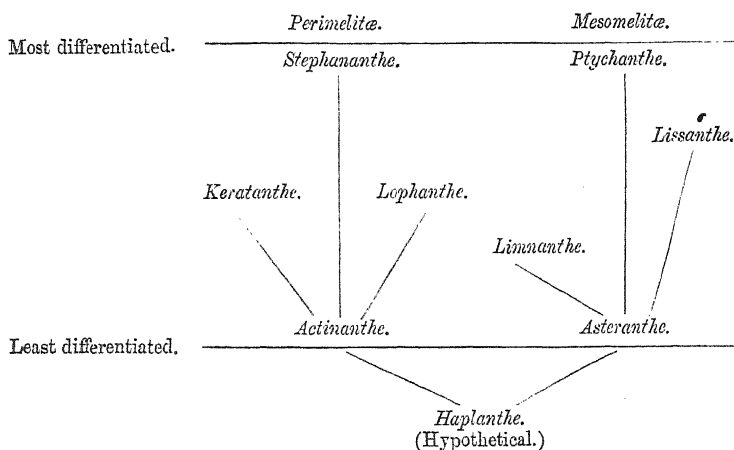 Perimelitæ. Mesomelitæ.
Most differentiated.
Stephananthe. Ptychanthe.
Lissanthe.
Keratanthe. Lophanthe.
Limnanthe.
Actinanthe. Asteranthe.
Least differentiated.
Haplanthe.
(Hypothetical.)